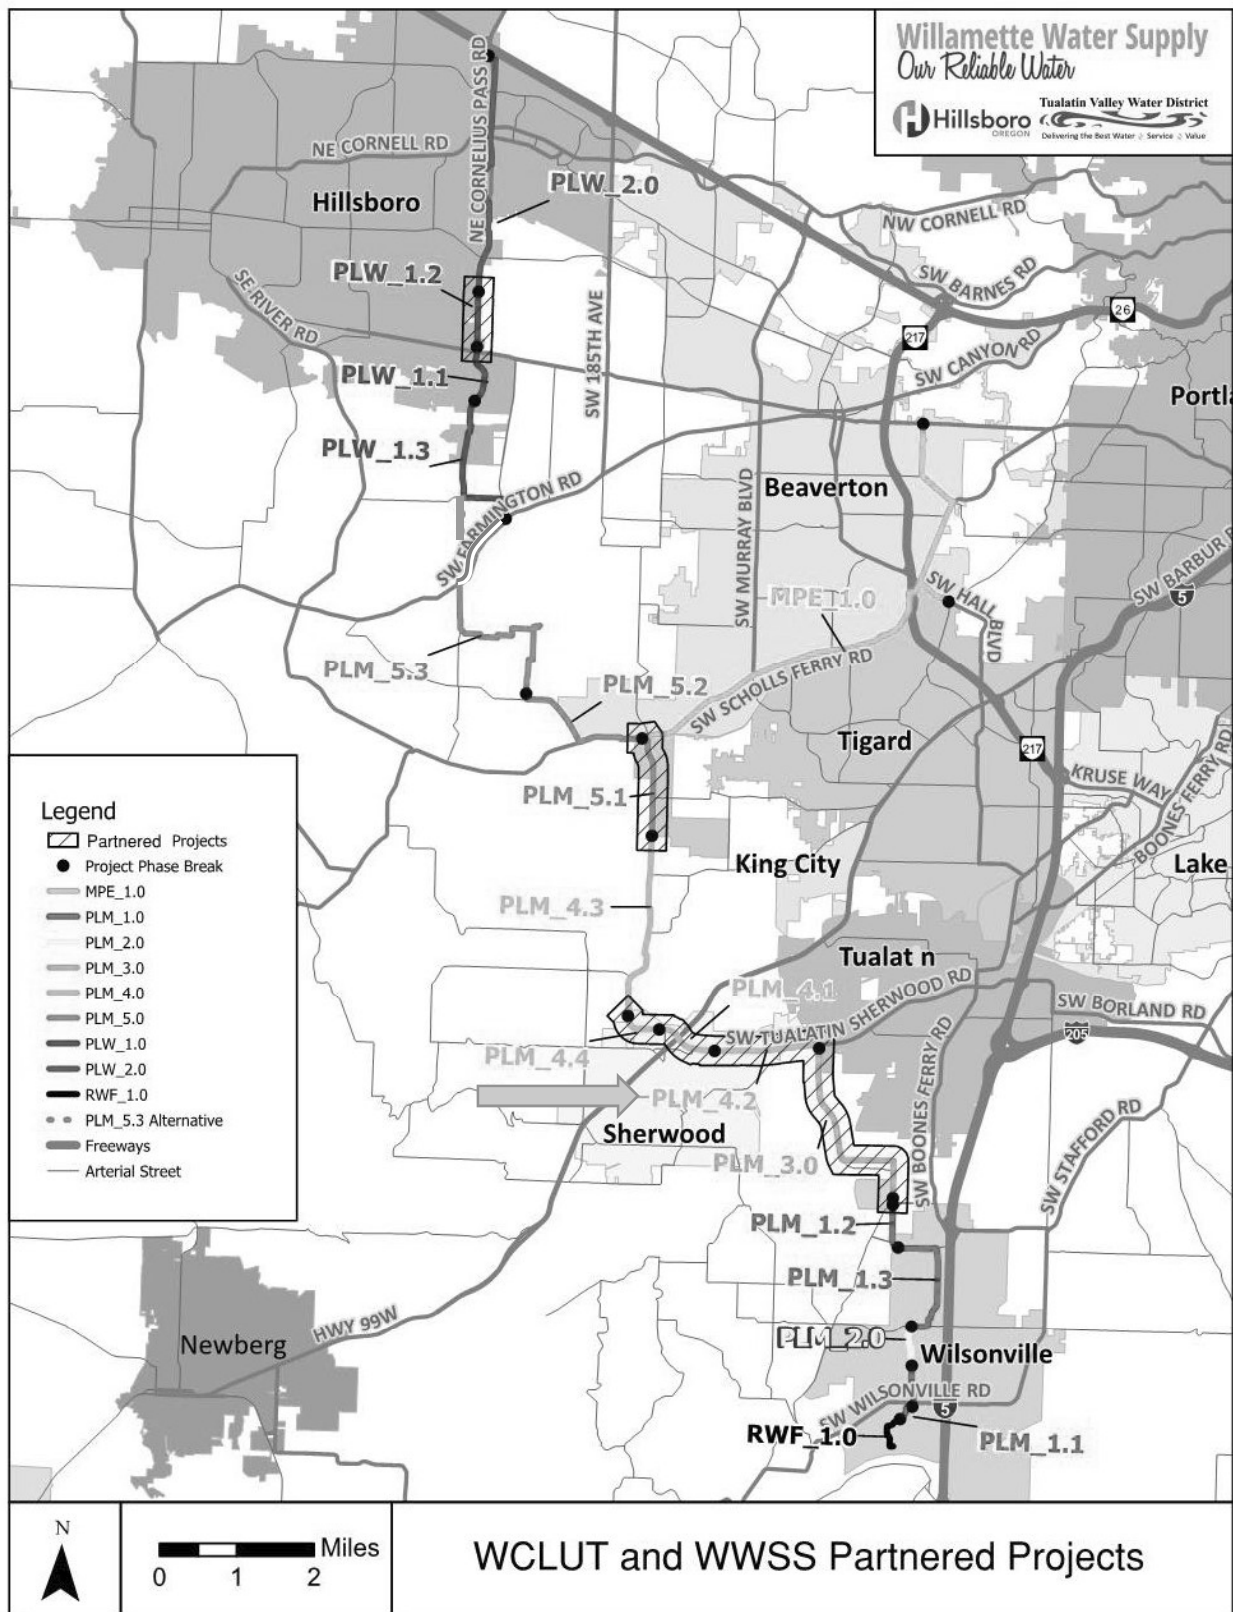 Willamette Water Supply
Our Reliable Water
Hillsboro
OREGON
Tualatin Valley Water District
Delivering the Best Water Service Value
NE CORNELIUS PASS RD
NE CORNELL RD
PLW_2.0
Hillsboro
NW CORNELL RD
PLW_1.2
SW BARNES RD
SE RIVER RD
SW 185TH AVE
26
217
SW CANYON RD
PLW_1.1
Portla
PLW_1.3
SW MURRAY BLVD
Beaverton
SW FARMINGTON RD
SW BARBUR R
5
SW HALL BLVD
MPE_1.0
PLM_5.3
PLM_5.2
SW SCHOLLS FERRY RD
Tigard
217
KRUSE WAY
BOONES FERRY RD
PLM_5.1
Legend
Partnered Projects
Project Phase Break
MPE_1.0
PLM_1.0
PLM_2.0
PLM_3.0
PLM_4.0
PLM_5.0
PLW_1.0
PLW_2.0
RWF_1.0
PLM_5.3 Alternative
Freeways
Arterial Street
King City
Lake
PLM_4.3
Tualat n
PLM_4.1
SW TUALATIN SHERWOOD RD
SW BORLAND RD
205
PLM_4.4
PLM_4.2
SW BOONES FERRY RD
SW STAFFORD RD
Sherwood
PLM_3.0
PLM_1.2
PLM_1.3
HWY 99W
Newberg
PLM_2.0
Wilsonville
SW WILSONVILLE RD
5
RWF_1.0
PLM_1.1
N
Miles
0 1 2
WCLUT and WWSS Partnered Projects